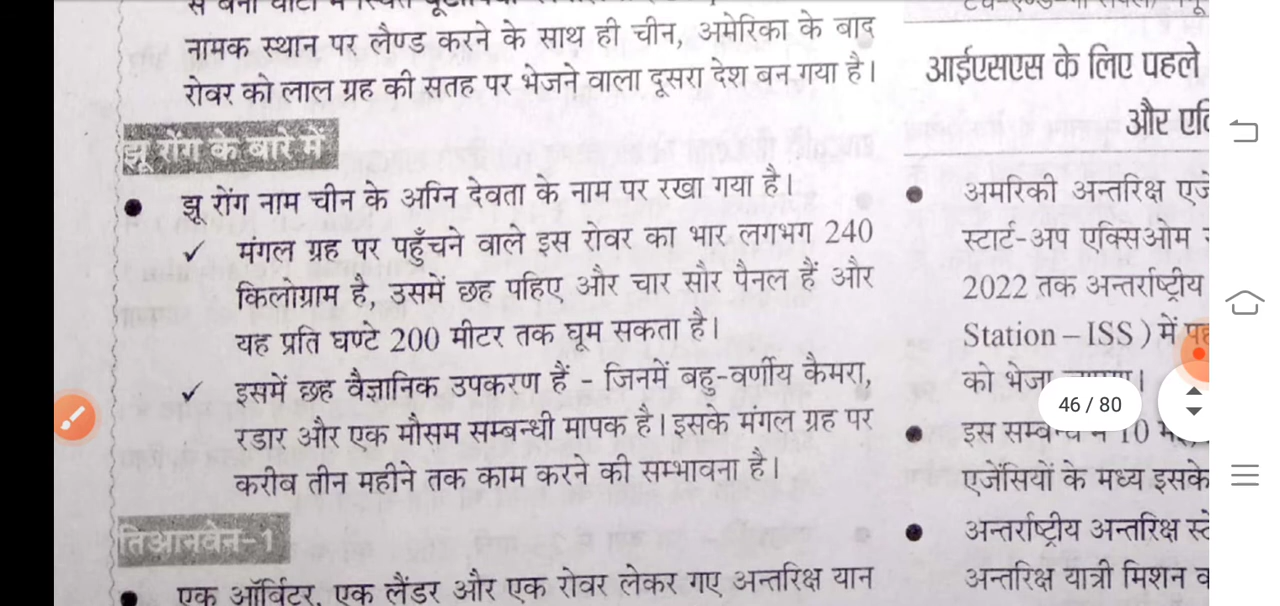 नामक स्थान पर लैण्ड करने के साथ ही चीन, अमेरिका के बाद
रोवर को लाल ग्रह की सतह पर भेजने वाला दूसरा देश बन गया है।
झू रोंग के बारे में
झू रोंग नाम चीन के अग्नि देवता के नाम पर रखा गया है।
मंगल ग्रह पर पहुँचने वाले इस रोवर का भार लगभग 240
किलोग्राम है, उसमें छह पहिए और चार सौर पैनल हैं और
यह प्रति घण्टे 200 मीटर तक घूम सकता है।
इसमें छह वैज्ञानिक उपकरण हैं – जिनमें बहु-वर्णीय कैमरा,
रडार और एक मौसम सम्बन्धी मापक है। इसके मंगल ग्रह पर
करीब तीन महीने तक काम करने की सम्भावना है।
तिआनवेन-1
एक ऑर्बिटर, एक लैंडर और एक रोवर लेकर गए अन्तरिक्ष यान
आईएसएस के लिए पहले
और
अमरिकी अन्तरिक्ष
स्टार्ट-अप एक्सिओम
2022 तक अन्तर्राष्ट्रीय
Station – ISS) में
को भेजा
इस 10
एजेंसियों के मध्य इसके
अन्तर्राष्ट्रीय अन्तरिक्ष
अन्तरिक्ष यात्री मिशन
46 / 80